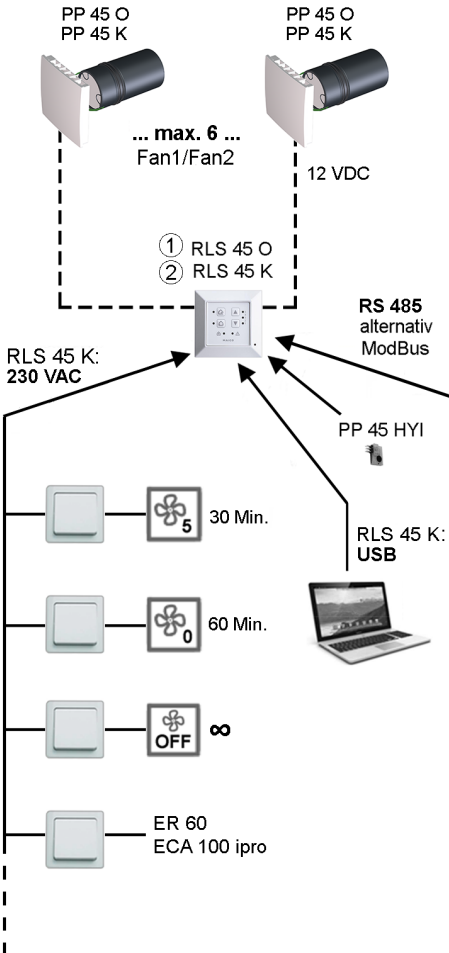 PP 45 O
PP 45 K
PP 45 O
PP 45 K
... max. 6 ...
Fan1/Fan2
12 VDC
1 RLS 45 O
2 RLS 45 K
RS 485
alternativ
ModBus
RLS 45 K:
230 VAC
PP 45 HYI
5
30 Min.
RLS 45 K:
USB
0
60 Min.
OFF
∞
ER 60
ECA 100 ipro